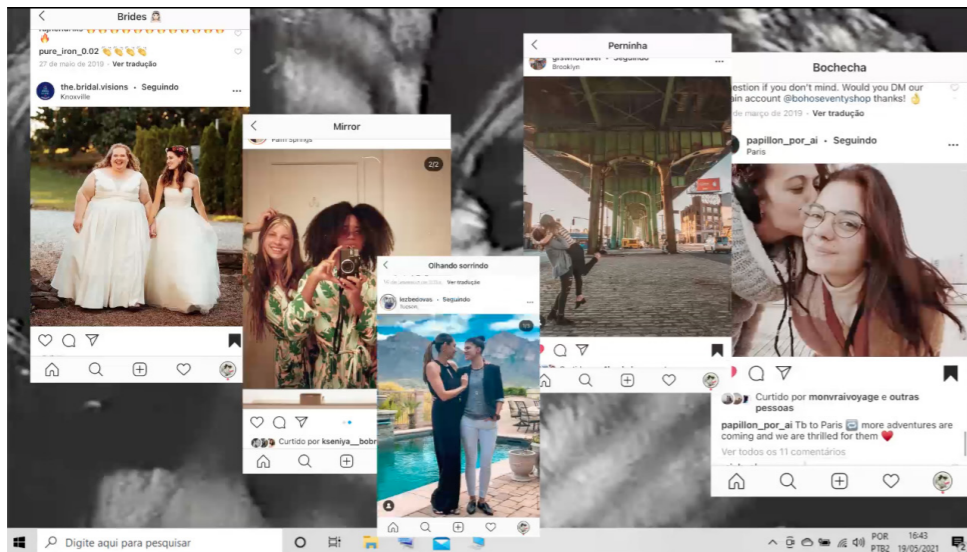 Brides
pure_iron_0.02
27 de maio de 2019 • Ver tradução
the.bridal.visions • Seguindo
Knoxville
Mirror
Palm Springs
2/2
Curtido por kseniya__bobr
Olhando sorrindo
Ver tradução
lezbedovas • Seguindo
Tucson,
Perninha
Seguindo
Brooklyn
Bochecha
estion if you don't mind. Would you DM our
ain account @bohoseventyshop thanks! 👌
de março de 2019 • Ver tradução
papillon_por_ai • Seguindo
Paris
Curtido por monvraivoyage e outras
pessoas
papillon_por_ai Tb to Paris more adventures are
coming and we are thrilled for them ❤️
Ver todos os 11 comentários
Digite aqui para pesquisar
POR
PTB2
16:43
19/05/2021